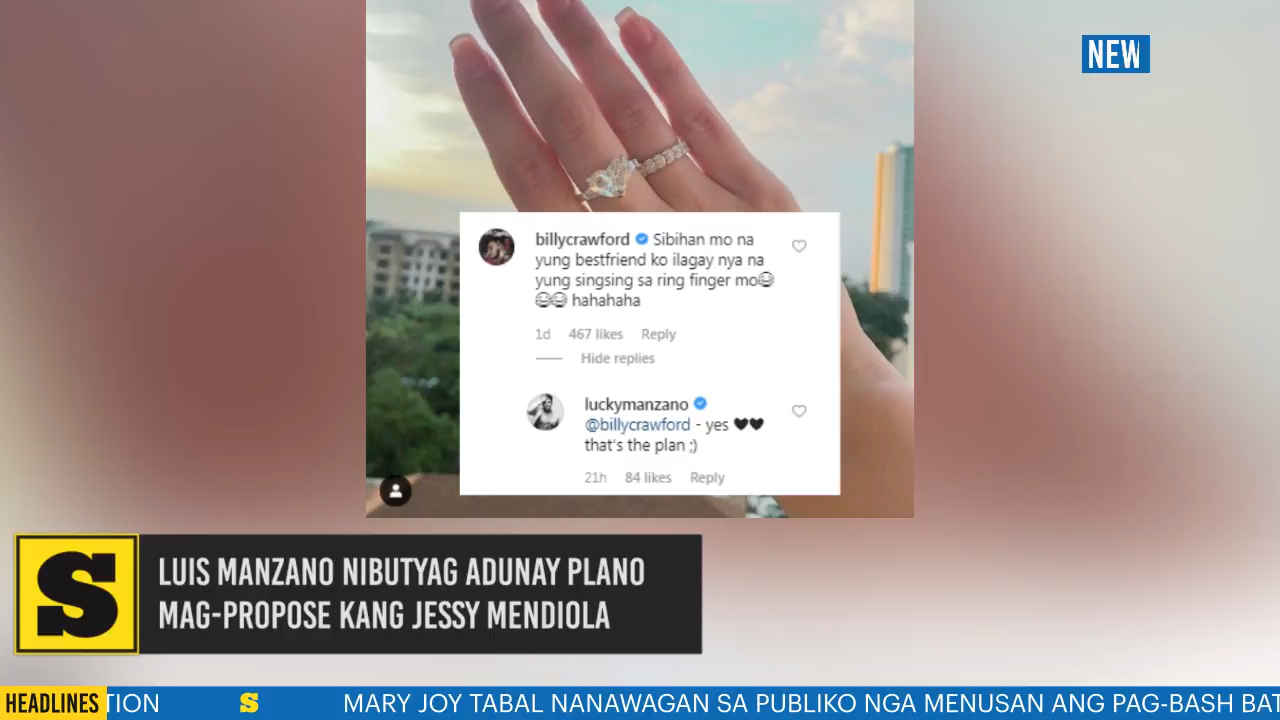 NEW
billycrawford Sibihan mo na
yung bestfriend ko ilagay nya na
yung singsing sa ring finger mo😂
😂😂 hahahaha
1d 467 likes Reply
Hide replies
luckymanzano
@billycrawford - yes 🖤🖤
that's the plan ;)
21h 84 likes Reply
S
LUIS MANZANO NIBUTYAG ADUNAY PLANO
MAG-PROPOSE KANG JESSY MENDIOLA
HEADLINES TION S MARY JOY TABAL NANAWAGAN SA PUBLIKO NGA MENUSAN ANG PAG-BASH BAT